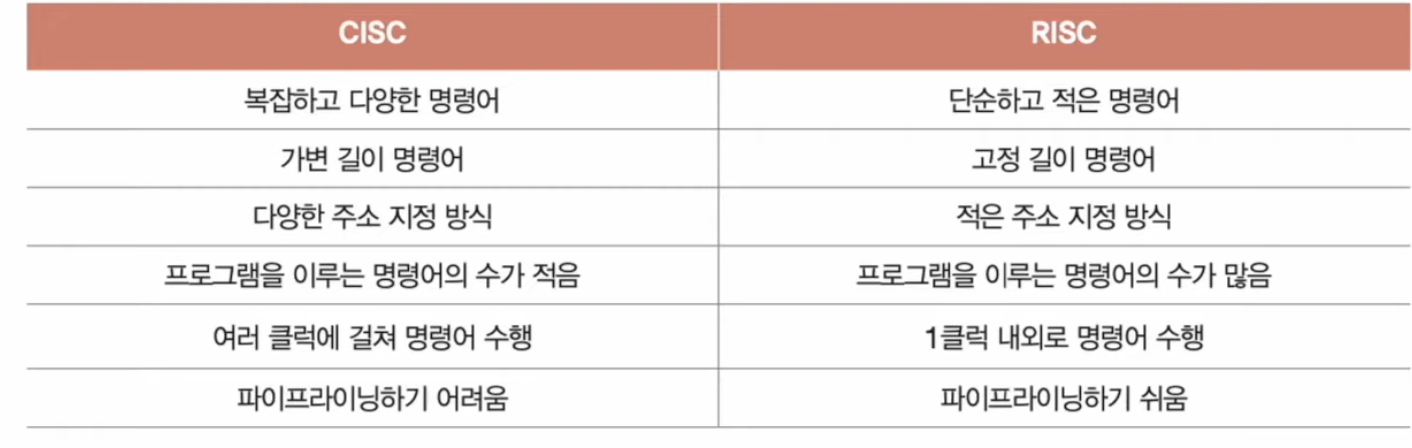 CISC RISC
복잡하고 다양한 명령어 단순하고 적은 명령어
가변 길이 명령어 고정 길이 명령어
다양한 주소 지정 방식 적은 주소 지정 방식
프로그램을 이루는 명령어의 수가 적음 프로그램을 이루는 명령어의 수가 많음
여러 클럭에 걸쳐 명령어 수행 1클럭 내외로 명령어 수행
파이프라이닝하기 어려움 파이프라이닝하기 쉬움